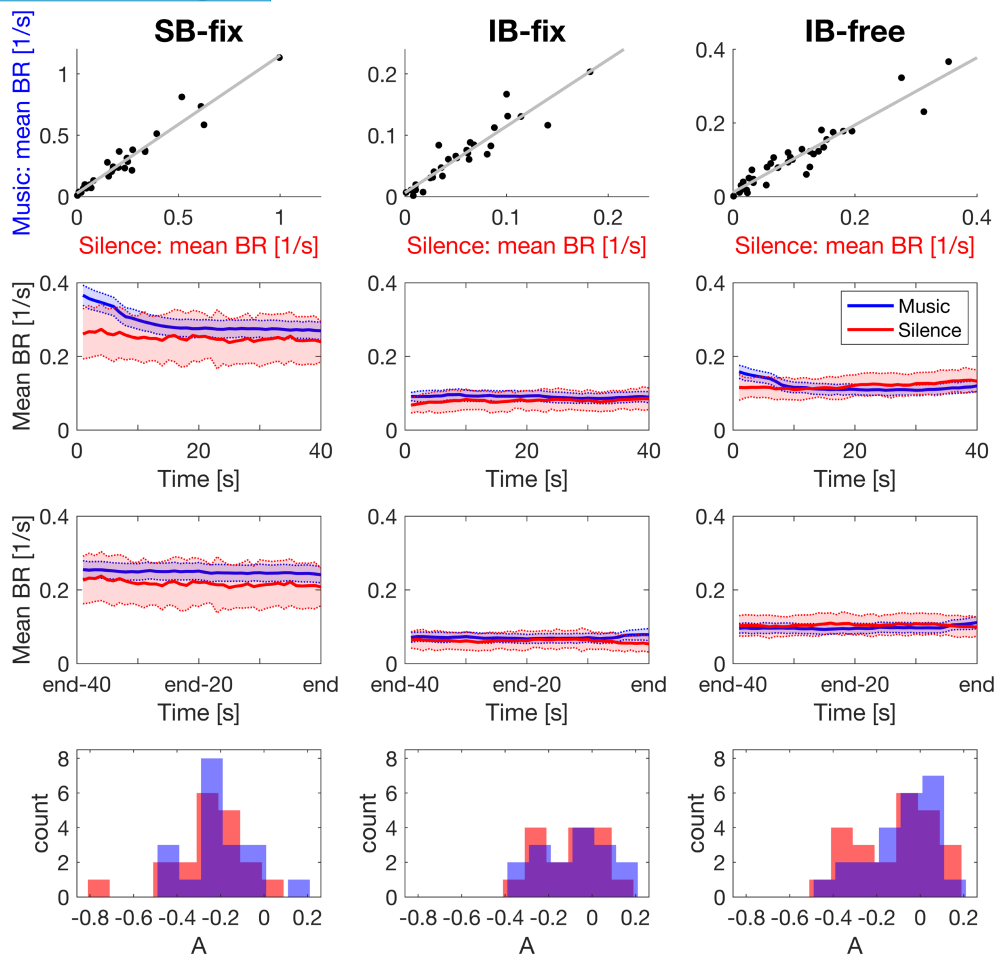 SB-fix IB-fix IB-free
Music: mean BR [1/s]
1
0.5
0
0 0.5 1
Silence: mean BR [1/s]
0.2
0.1
0
0 0.1 0.2
Silence: mean BR [1/s]
0.4
0.2
0
0 0.2 0.4
Silence: mean BR [1/s]
Mean BR [1/s]
0.4
0.2
0
0 20 40
Time [s]
0.4
0.2
0
0 20 40
Time [s]
0.4
0.2
0
Music
Silence
0 20 40
Time [s]
Mean BR [1/s]
0.4
0.2
0
end-40 end-20 end
Time [s]
0.4
0.2
0
end-40 end-20 end
Time [s]
0.4
0.2
0
end-40 end-20 end
Time [s]
count
8
6
4
2
0
-0.8 -0.6 -0.4 -0.2 0 0.2
A
count
8
6
4
2
0
-0.8 -0.6 -0.4 -0.2 0 0.2
A
count
8
6
4
2
0
-0.8 -0.6 -0.4 -0.2 0 0.2
A